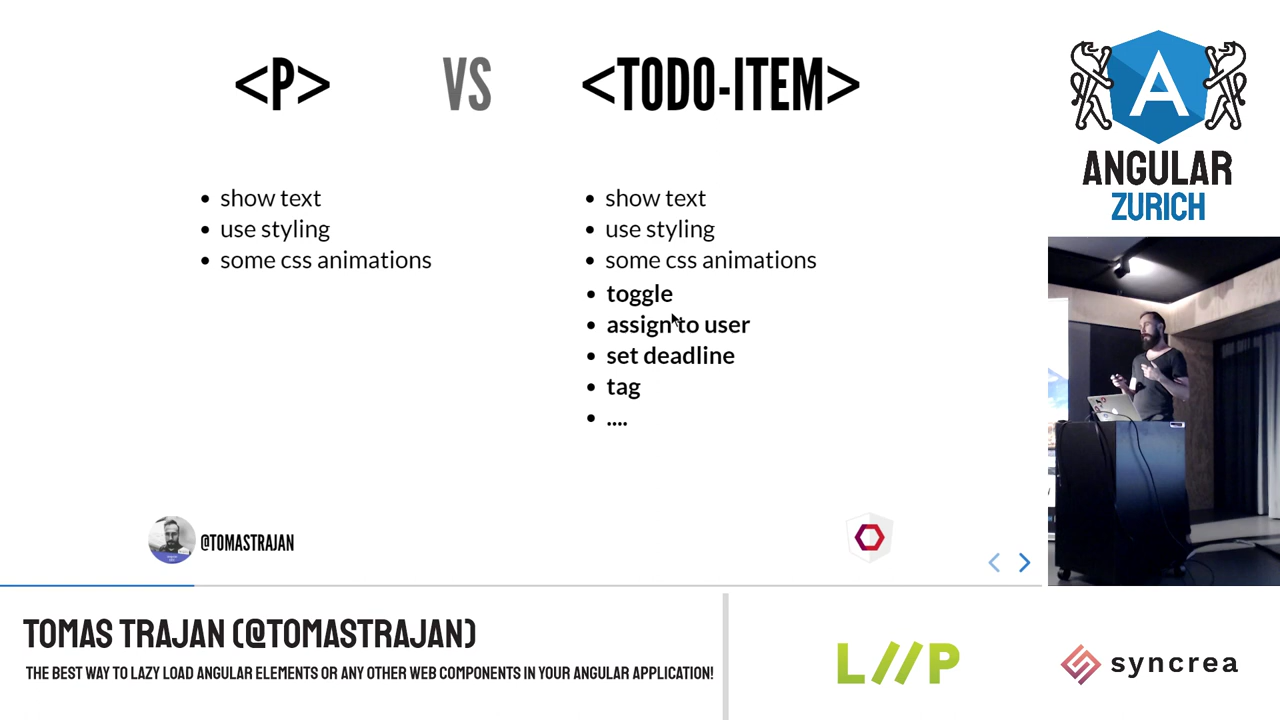 <P> VS <TODO-ITEM>
• show text
• use styling
• some css animations
• show text
• use styling
• some css animations
• toggle
• assign to user
• set deadline
• tag
• ....
@TOMASTRAJAN
A
ANGULAR
ZURICH
TOMAS TRAJAN (@TOMASTRAJAN)
THE BEST WAY TO LAZY LOAD ANGULAR ELEMENTS OR ANY OTHER WEB COMPONENTS IN YOUR ANGULAR APPLICATION!
LIIP
syncrea